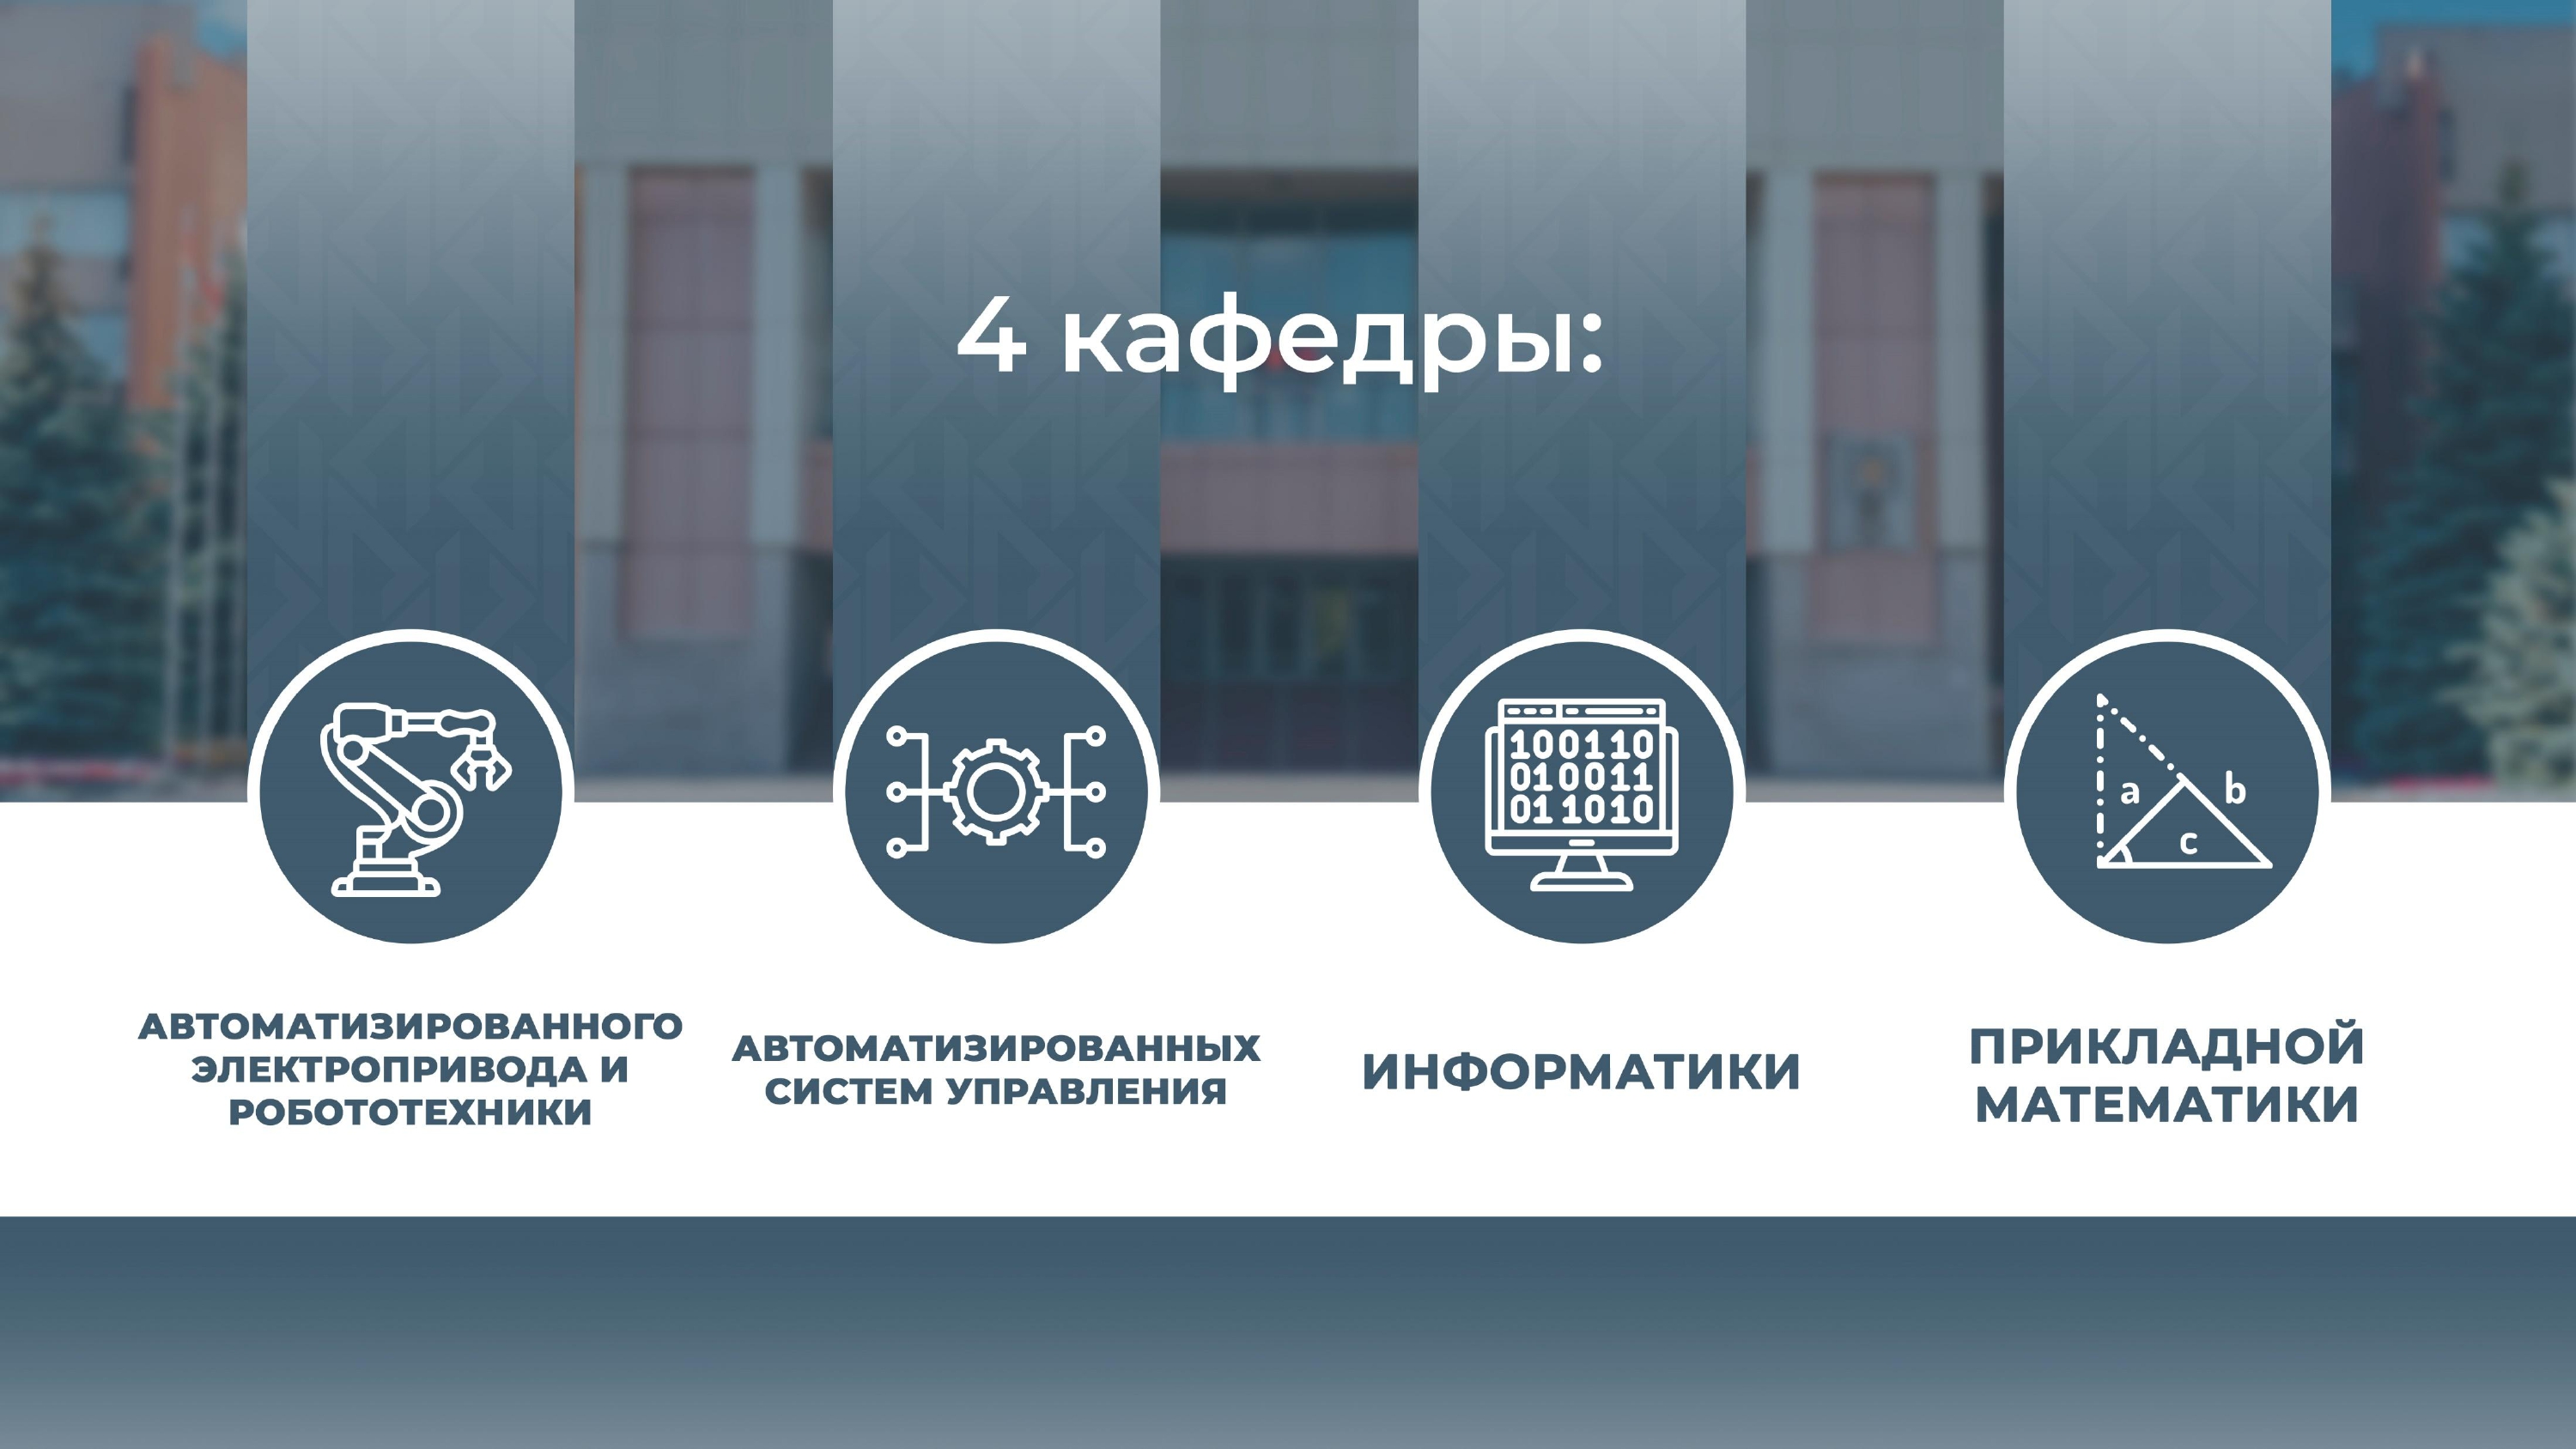 4 кафедры:
100110
010011
011010
a
b
c
АВТОМАТИЗИРОВАННОГО
ЭЛЕКТРОПРИВОДА И
РОБОТОТЕХНИКИ
АВТОМАТИЗИРОВАННЫХ
СИСТЕМ УПРАВЛЕНИЯ
ИНФОРМАТИКИ
ПРИКЛАДНОЙ
МАТЕМАТИКИ